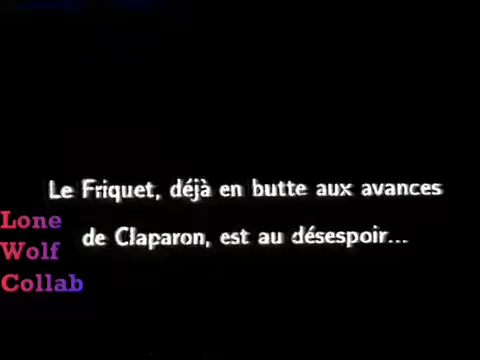 Le Friquet, déjà en butte aux avances
de Claparon, est au désespoir...
Lone
Wolf
Collab